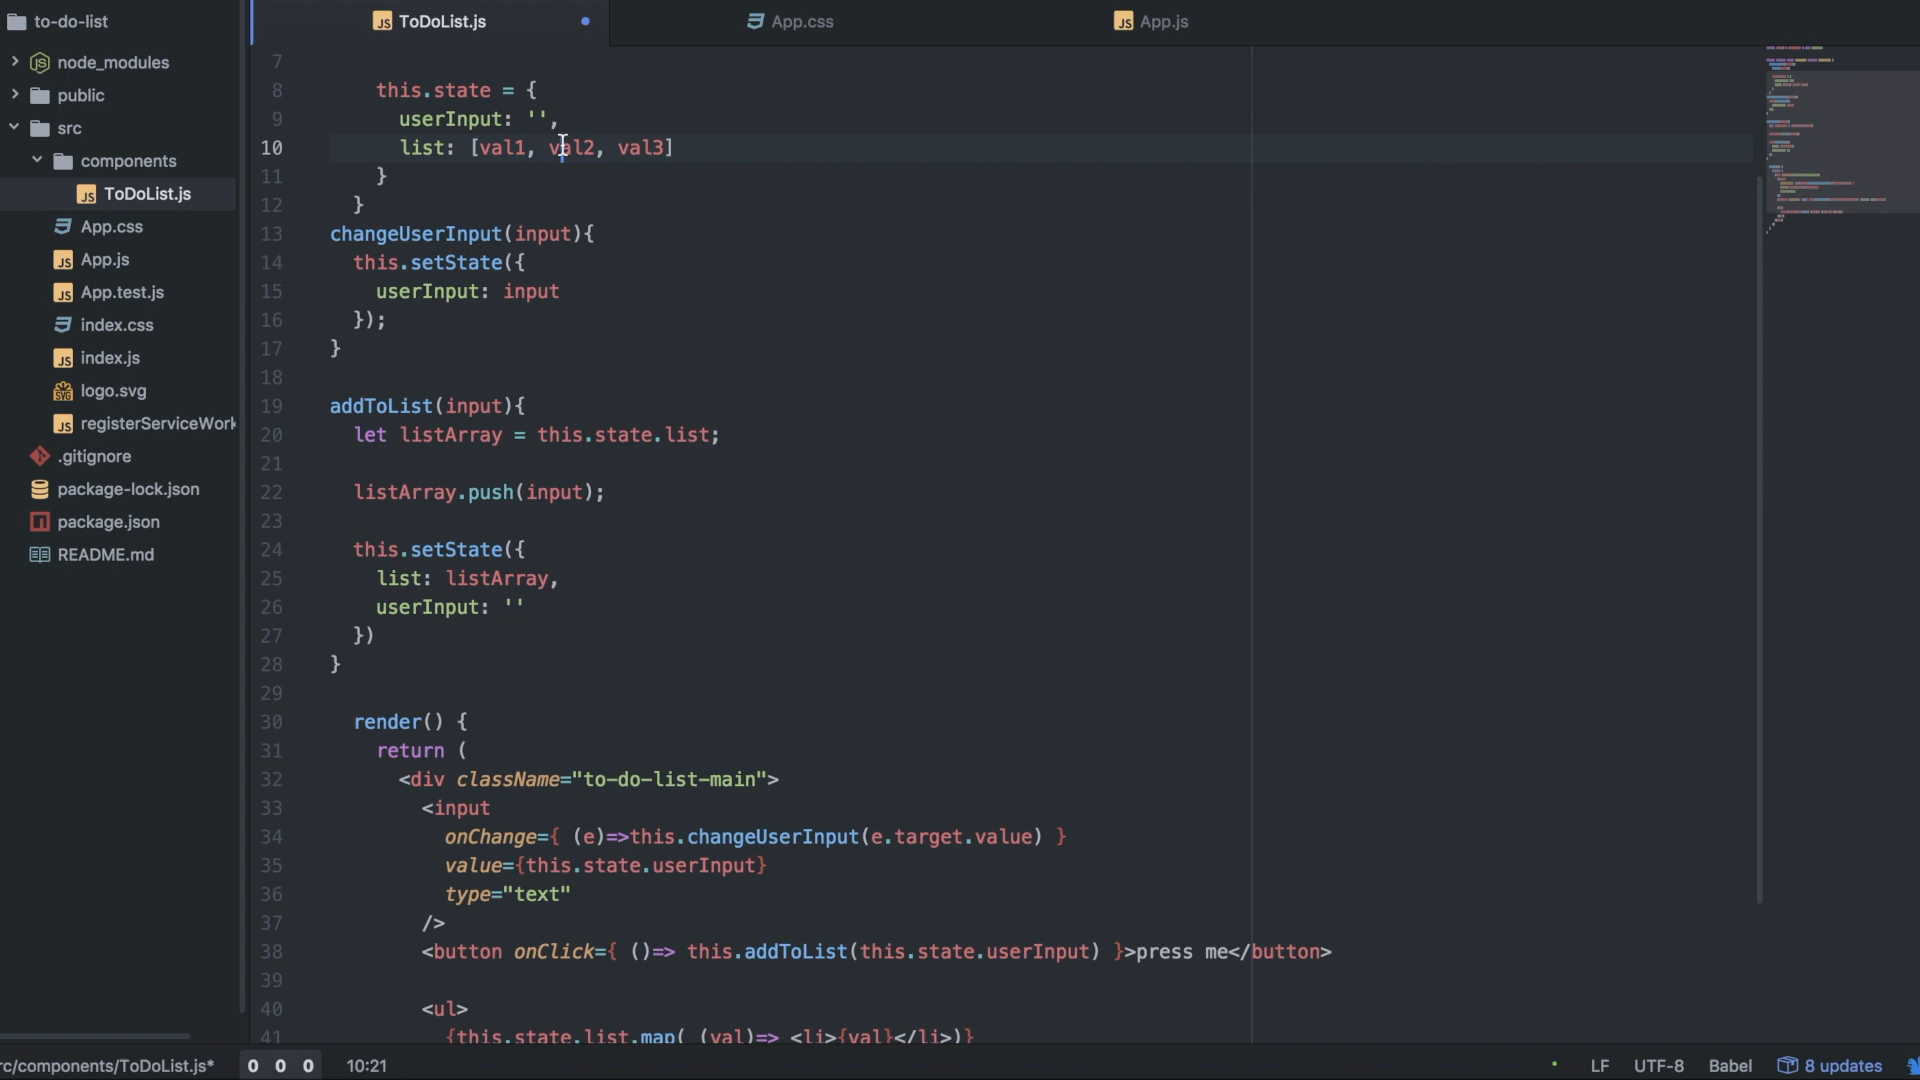 to-do-list
node_modules
public
src
components
ToDoList.js
App.css
App.js
App.test.js
index.css
index.js
logo.svg
registerServiceWork
.gitignore
package-lock.json
package.json
README.md
ToDoList.js
App.css
App.js
7
8 this.state = {
9 userInput: '',
10 list: [val1, val2, val3]
11 }
12 }
13 changeUserInput(input){
14 this.setState({
15 userInput: input
16 });
17 }
18
19 addToList(input){
20 let listArray = this.state.list;
21
22 listArray.push(input);
23
24 this.setState({
25 list: listArray,
26 userInput: ''
27 })
28 }
29
30 render() {
31 return (
32 <div className="to-do-list-main">
33 <input
34 onChange={ (e)=>this.changeUserInput(e.target.value) }
35 value={this.state.userInput}
36 type="text"
37 />
38 <button onClick={ ()=> this.addToList(this.state.userInput) }>press me</button>
39
40 <ul>
41 {this.state.list.map( (val)=> <li>{val}</li>)}
rc/components/ToDoList.js* 0 0 0 10:21 LF UTF-8 Babel 8 updates